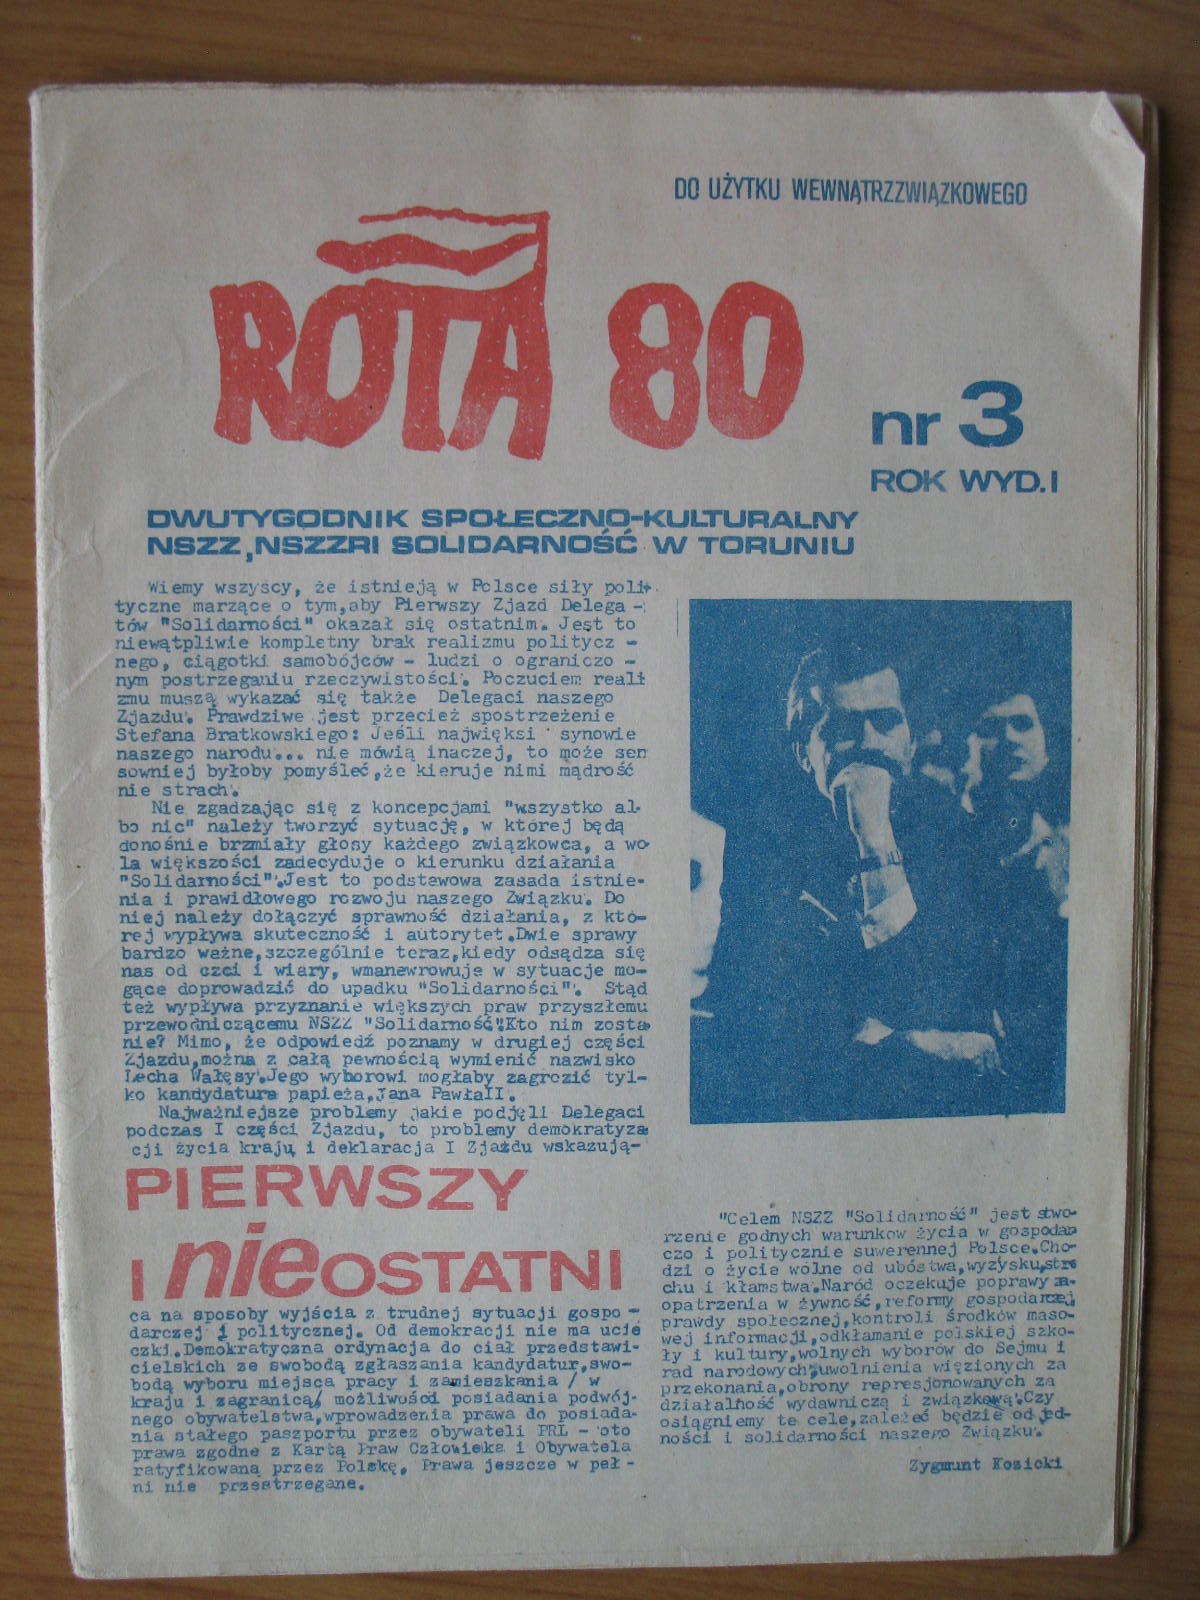 DO UŻYTKU WEWNĄTRZZWIĄZKOWEGO
ROTA 80
nr 3
ROK WYD.I
DWUTYGODNIK SPOŁECZNO-KULTURALNY
NSZZ,NSZZRI SOLIDARNOŚĆ W TORUNIU
Wiemy wszyscy, że istnieją w Polsce siły poli-
tyczne marzące o tym,aby Pierwszy Zjazd Delega -
tów "Solidarności" okazał się ostatnim. Jest to
niewątpliwie kompletny brak realizmu politycz -
nego, ciągotki samobójców - ludzi o ograniczo -
nym postrzeganiu rzeczywistości. Poczuciem reali
zmu muszą wykazać się także Delegaci naszego
Zjazdu. Prawdziwe jest przecież spostrzeżenie
Stefana Bratkowskiego: Jeśli najwięksi synowie
naszego narodu... nie mówią inaczej, to może sen
sowniej byłoby pomyśleć,że kieruje nimi mądrość
nie strach.
Nie zgadzając się z koncepcjami "wszystko al-
bo nic" należy tworzyć sytuację, w której będą
donośnie brzmiały głosy każdego związkowca, a wo-
la większości zadecyduje o kierunku działania
"Solidarności".Jest to podstawowa zasada istnie-
nia i prawidłowego rozwoju naszego Związku. Do
niej należy dołączyć sprawność działania, z któ-
rej wypływa skuteczność i autorytet.Dwie sprawy
bardzo ważne,szczególnie teraz,kiedy odsądza się
nas od czci i wiary, wmanewrowuje w sytuacje mo-
gące doprowadzić do upadku "Solidarności". Stąd
też wypływa przyznanie większych praw przyszłemu
przewodniczącemu NSZZ "Solidarność".Kto nim zosta-
nie? Mimo, że odpowiedź poznamy w drugiej części
Zjazdu,można z całą pewnością wymienić nazwisko
Lecha Wałęsy.Jego wyborowi mogłaby zagrozić tyl-
ko kandydatura papieża,Jana PawłaII.
Najważniejsze problemy jakie podjęli Delegaci
podczas I części Zjazdu, to problemy demokratyza
cji życia kraju i deklaracja I Zjazdu wskazują-
PIERWSZY
I nieOSTATNI
ca na sposoby wyjścia z trudnej sytuacji gospo -
darczej i politycznej. Od demokracji nie ma ucie
czki.Demokratyczna ordynacja do ciał przedstawi-
cielskich ze swobodą zgłaszania kandydatur,swo-
bodą wyboru miejsca pracy i zamieszkania / w
kraju i zagranicą/ możliwości posiadania podwój-
nego obywatelstwa,wprowadzenia prawa do posiada-
nia stałego paszportu przez obywateli PRL - oto
prawa zgodne z Kartą Praw Człowieka i Obywatela
ratyfikowaną przez Polskę. Prawa jeszcze w peł -
ni nie przestrzegane.
"Celem NSZZ "Solidarność" jest stwo-
rzenie godnych warunkow życia w gospodar
czo i politycznie suwerennej Polsce.Cho-
dzi o życie wolne od ubóstwa,wyzysku,stra
chu i kłamstwa.Naród oczekuje poprawy za-
opatrzenia w żywność,reformy gospodarczej,
prawdy społecznej,kontroli środków maso-
wej informacji,odkłamanie polskiej szko-
ły i kultury,wolnych wyborów do Sejmu i
rad narodowych,uwolnienia więzionych za
przekonania,obrony represjonowanych za
działalność wydawniczą i związkową.Czy
osiągniemy te cele,zależeć będzie od jed-
ności i solidarności naszego Związku.
Zygmunt Kozicki